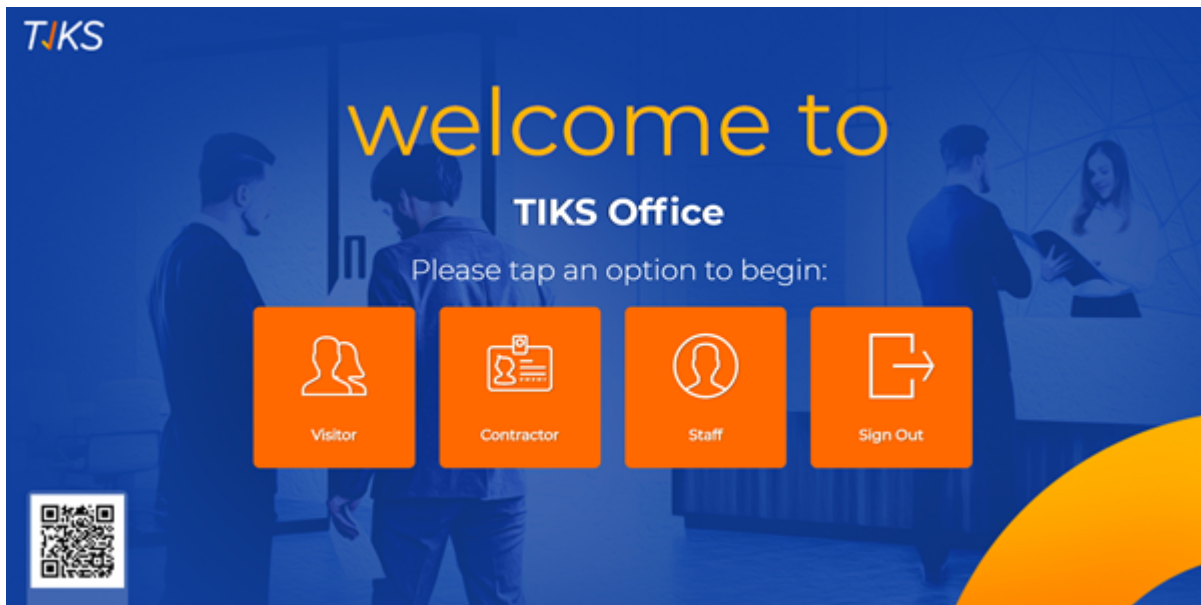 TIKS
welcome to
TIKS Office
Please tap an option to begin:
Visitor
Contractor
Staff
Sign Out